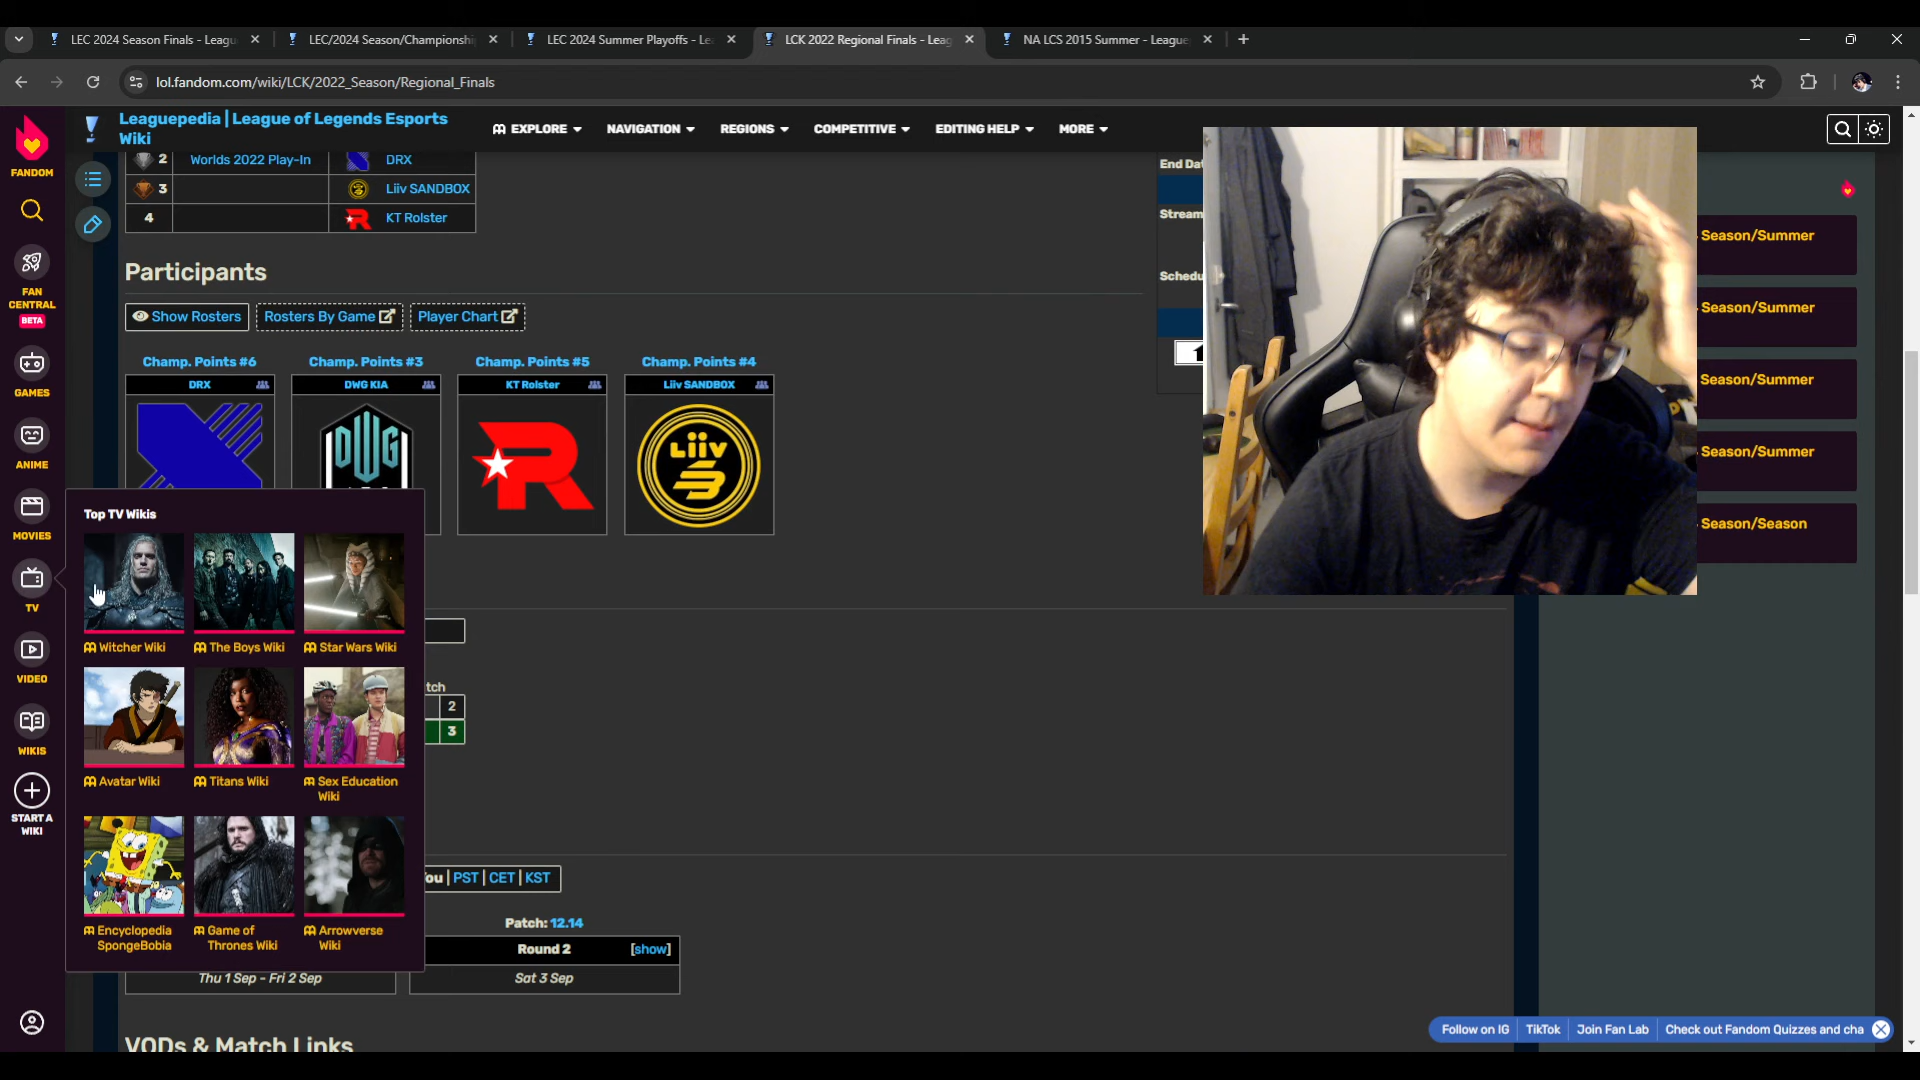 LEC 2024 Season Finals - Leagu
LEC/2024 Season/Championshi
LEC 2024 Summer Playoffs - Le
LCK 2022 Regional Finals - Leag
NA LCS 2015 Summer - League
lol.fandom.com/wiki/LCK/2022_Season/Regional_Finals
FANDOM
FAN CENTRAL
BETA
GAMES
ANIME
MOVIES
TV
VIDEO
WIKIS
START A WIKI
Leaguepedia | League of Legends Esports
Wiki
EXPLORE
NAVIGATION
REGIONS
COMPETITIVE
EDITING HELP
MORE
2 Worlds 2022 Play-In DRX
3 Liiv SANDBOX
4 KT Rolster
Participants
Show Rosters
Rosters By Game
Player Chart
Champ. Points #6
Champ. Points #3
Champ. Points #5
Champ. Points #4
DRX
DWG KIA
KT Rolster
Liiv SANDBOX
DWG
R
Liiv
SB
End Dat
Stream
Schedu
Season/Summer
Season/Summer
Season/Summer
Season/Summer
Season/Season
Top TV Wikis
Witcher Wiki
The Boys Wiki
Star Wars Wiki
Avatar Wiki
Titans Wiki
Sex Education
Wiki
Encyclopedia
SpongeBobia
Game of
Thrones Wiki
Arrowverse
Wiki
tch
2
3
ou | PST | CET | KST
Patch: 12.14
Round 2 [show]
Thu 1 Sep - Fri 2 Sep
Sat 3 Sep
VODs & Match Links
Follow on IG
TikTok
Join Fan Lab
Check out Fandom Quizzes and cha